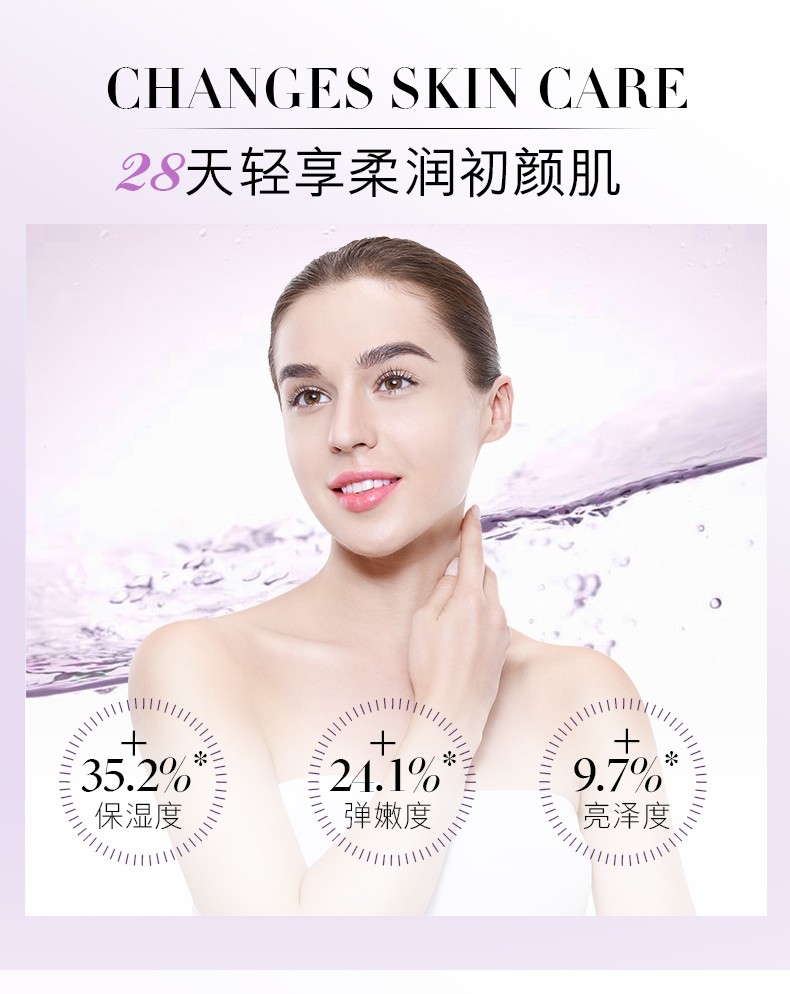 CHANGES SKIN CARE
28天轻享柔润初颜肌
+
35.2%*
保湿度
+
24.1%*
弹嫩度
+
9.7%*
亮泽度